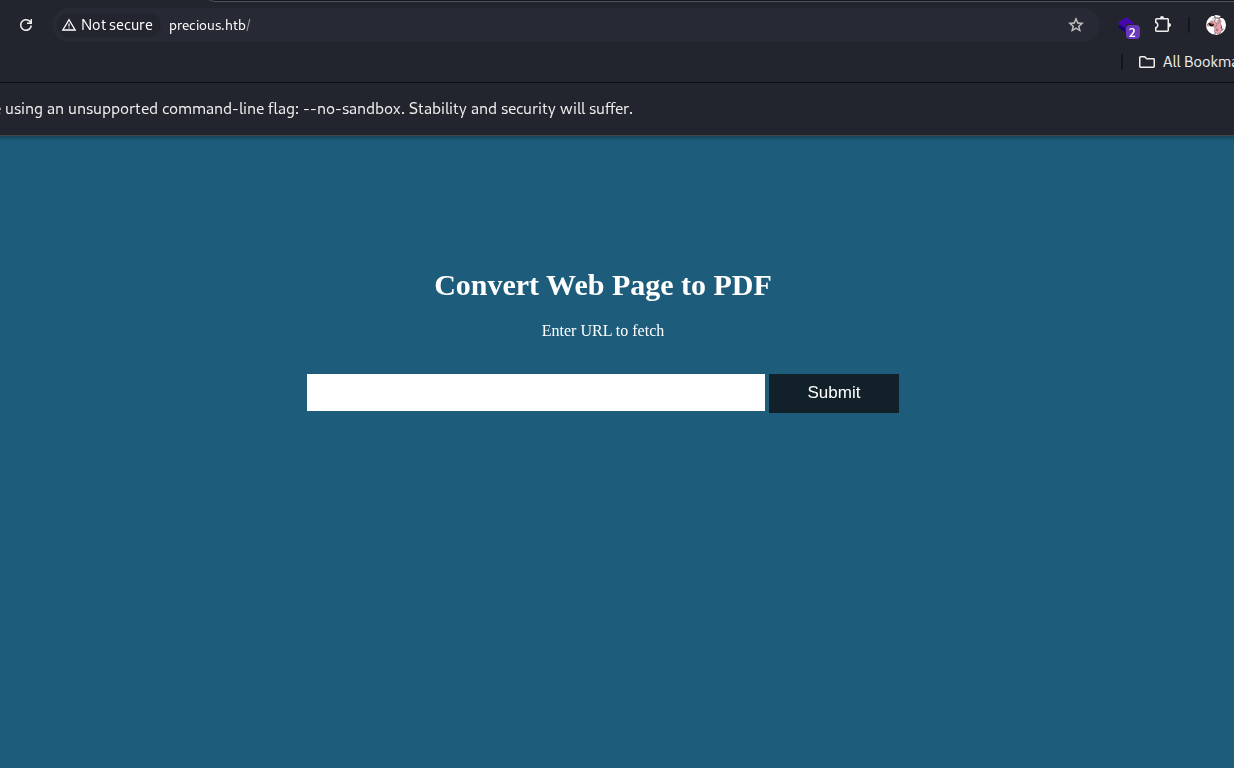 Not secure precious.htb/
2
All Bookma
using an unsupported command-line flag: --no-sandbox. Stability and security will suffer.
Convert Web Page to PDF
Enter URL to fetch
Submit